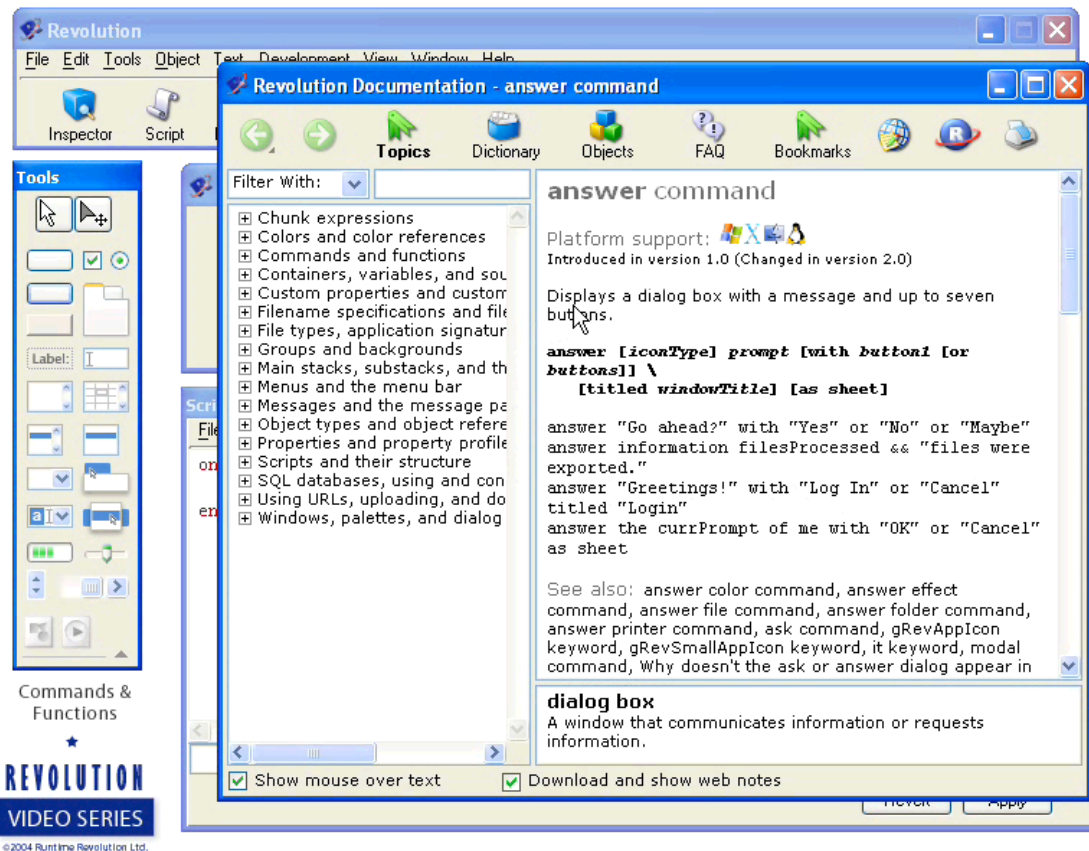 Revolution
File Edit Tools Object Text Development View Window Help
Inspector Script
Revolution Documentation - answer command
Topics Dictionary Objects FAQ Bookmarks
Tools
Label:
Filter With:
Chunk expressions
Colors and color references
Commands and functions
Containers, variables, and sou
Custom properties and custom
Filename specifications and file
File types, application signatur
Groups and backgrounds
Main stacks, substacks, and th
Menus and the menu bar
Messages and the message pa
Object types and object refere
Properties and property profile
Scripts and their structure
SQL databases, using and con
Using URLs, uploading, and do
Windows, palettes, and dialog
answer command
Platform support:
Introduced in version 1.0 (Changed in version 2.0)
Displays a dialog box with a message and up to seven
buttons.
answer [iconType] prompt [with button1 [or
buttons]] \
[titled windowTitle] [as sheet]
answer "Go ahead?" with "Yes" or "No" or "Maybe"
answer information filesProcessed && "files were
exported."
answer "Greetings!" with "Log In" or "Cancel"
titled "Login"
answer the currPrompt of me with "OK" or "Cancel"
as sheet
See also: answer color command, answer effect
command, answer file command, answer folder command,
answer printer command, ask command, gRevAppIcon
keyword, gRevSmallAppIcon keyword, it keyword, modal
command, Why doesn't the ask or answer dialog appear in
dialog box
A window that communicates information or requests
information.
Show mouse over text
Download and show web notes
Scri
File
on
en
Revert Apply
Commands &
Functions
REVOLUTION
VIDEO SERIES
©2004 Runtime Revolution Ltd.